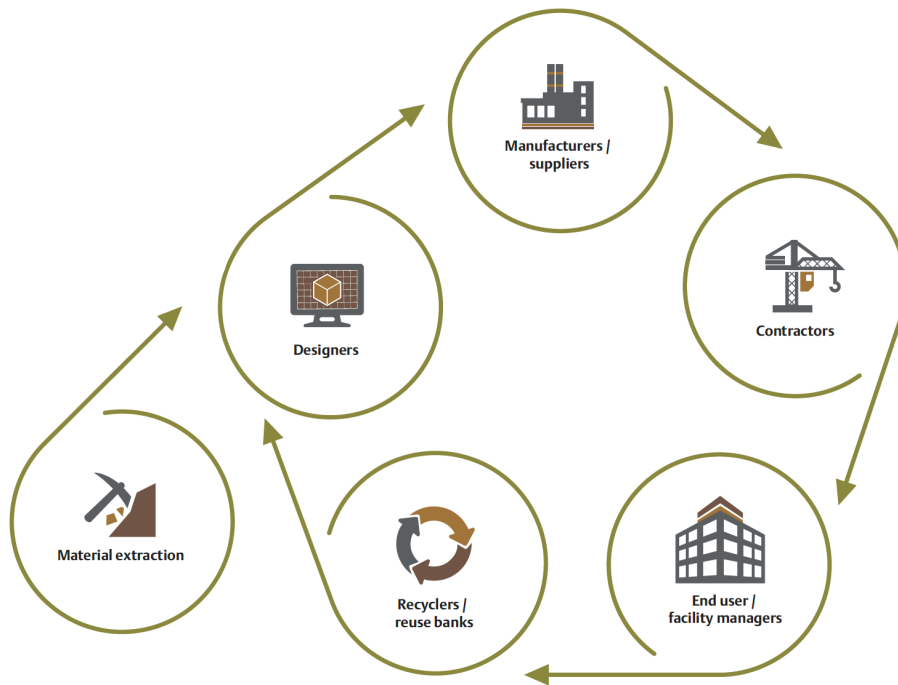 Manufacturers /
suppliers
Contractors
Designers
Material extraction
Recyclers /
reuse banks
End user /
facility managers